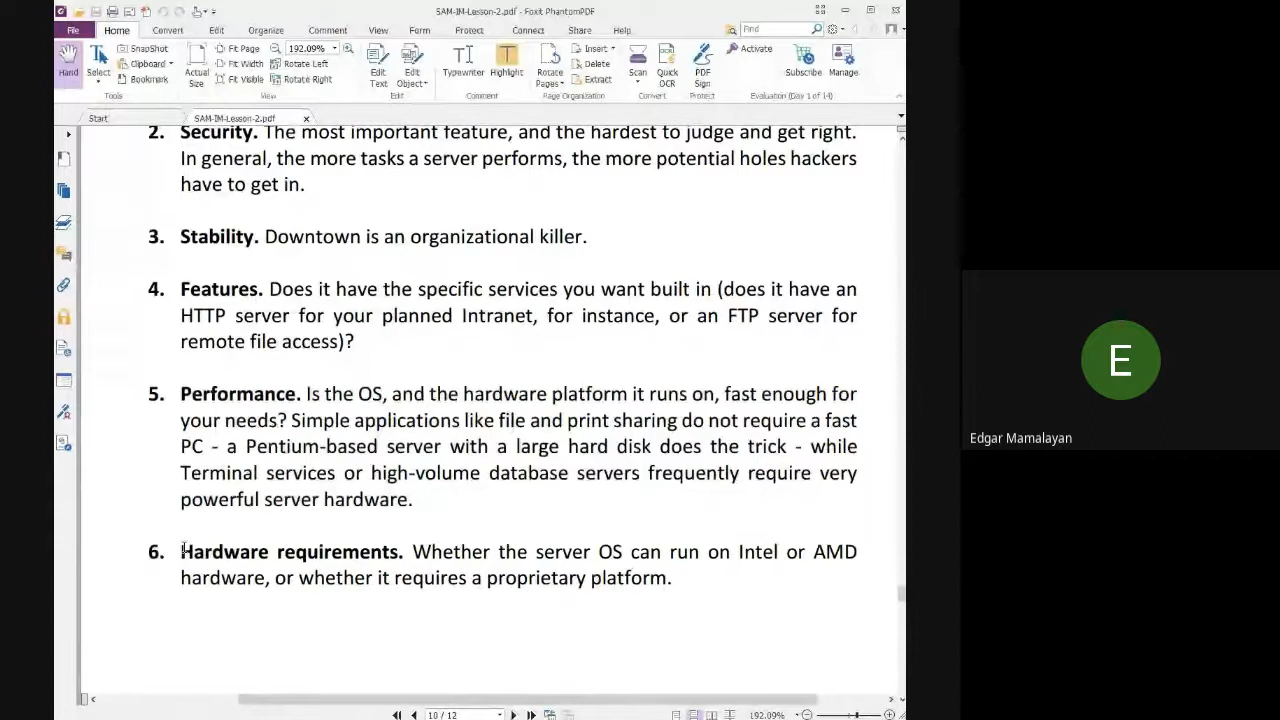 SAM-IM-Lesson-2.pdf - Foxit PhantomPDF
File Home Convert Edit Organize Comment View Form Protect Connect Share Help Find
Hand
Select
SnapShot
Clipboard
Bookmark
Tools
Actual Size
Fit Page
Fit Width
Fit Visible
192.09%
Rotate Left
Rotate Right
View
Edit Text
Edit Object
Edit
Typewriter
Highlight
Comment
Rotate Pages
Insert
Delete
Extract
Page Organization
Scan
Quick OCR
Convert
PDF Sign
Protect
Activate
Subscribe
Manage
Evaluation (Day 1 of 14)
Start
SAM-IM-Lesson-2.pdf
2. Security. The most important feature, and the hardest to judge and get right.
In general, the more tasks a server performs, the more potential holes hackers
have to get in.
3. Stability. Downtown is an organizational killer.
4. Features. Does it have the specific services you want built in (does it have an
HTTP server for your planned Intranet, for instance, or an FTP server for
remote file access)?
5. Performance. Is the OS, and the hardware platform it runs on, fast enough for
your needs? Simple applications like file and print sharing do not require a fast
PC - a Pentium-based server with a large hard disk does the trick - while
Terminal services or high-volume database servers frequently require very
powerful server hardware.
6. Hardware requirements. Whether the server OS can run on Intel or AMD
hardware, or whether it requires a proprietary platform.
10 / 12
192.09%
E
Edgar Mamalayan